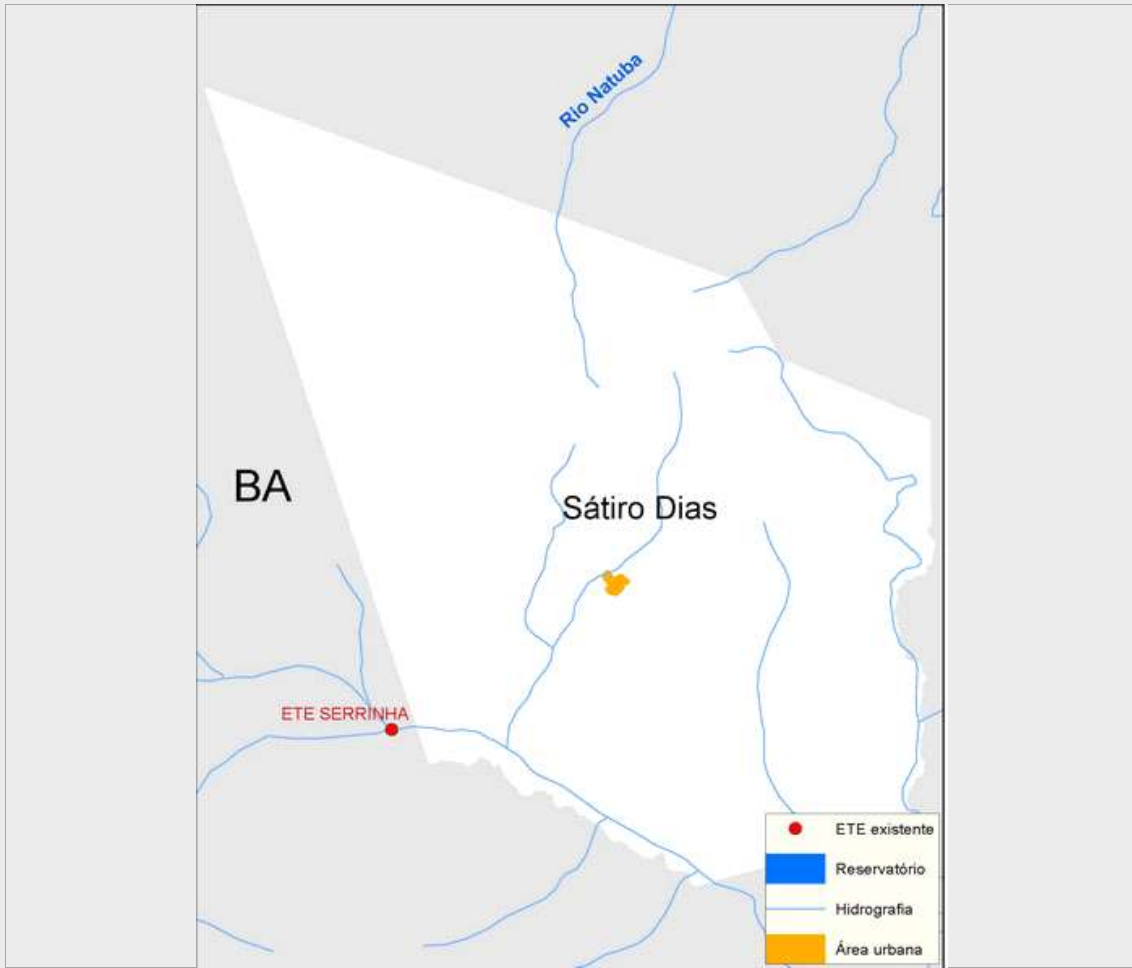 Rio Natuba
BA
Sátiro Dias
ETE SERRINHA
ETE existente
Reservatório
Hidrografia
Área urbana